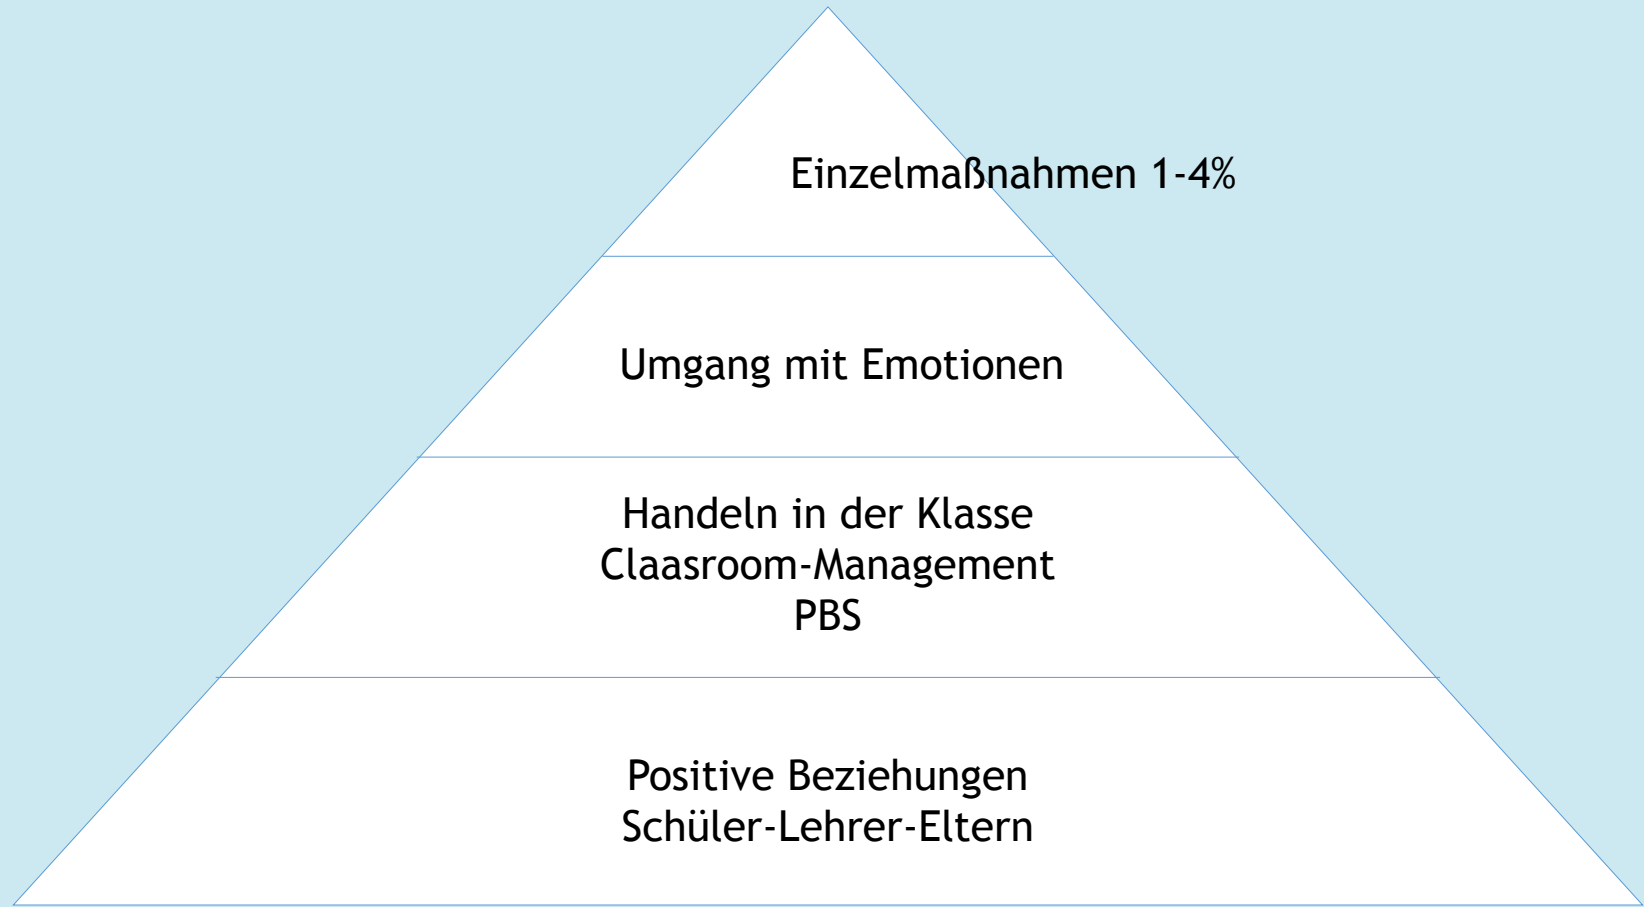 Einzelmaßnahmen 1-4%
Umgang mit Emotionen
Handeln in der Klasse
Claasroom-Management
PBS
Positive Beziehungen
Schüler-Lehrer-Eltern